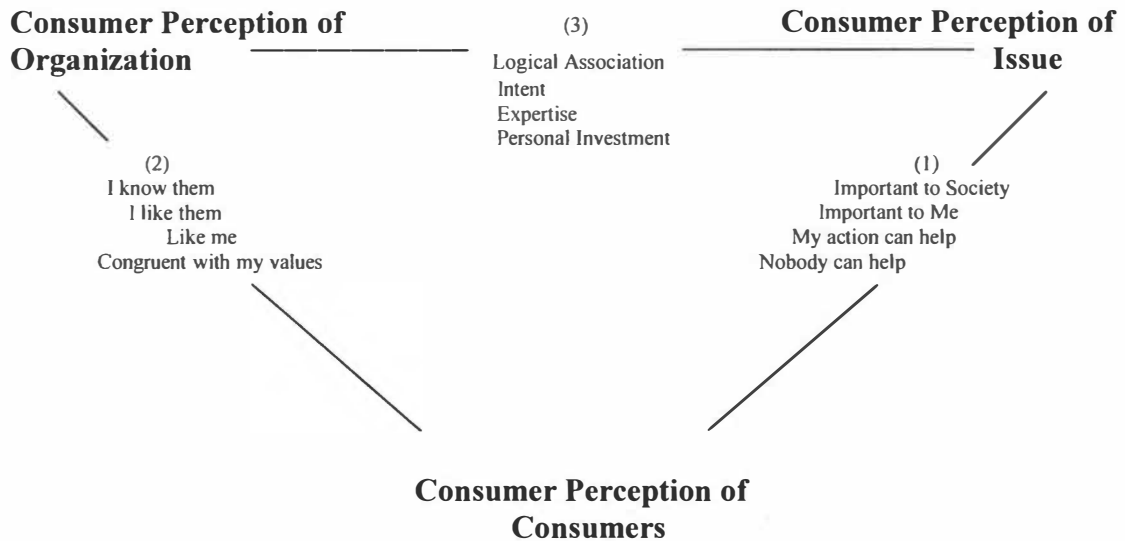 Consumer Perception of
Organization
(3)
Logical Association
Intent
Expertise
Personal Investment
Consumer Perception of
Issue
(2)
I know them
I like them
Like me
Congruent with my values
(1)
Important to Society
Important to Me
My action can help
Nobody can help
Consumer Perception of
Consumers